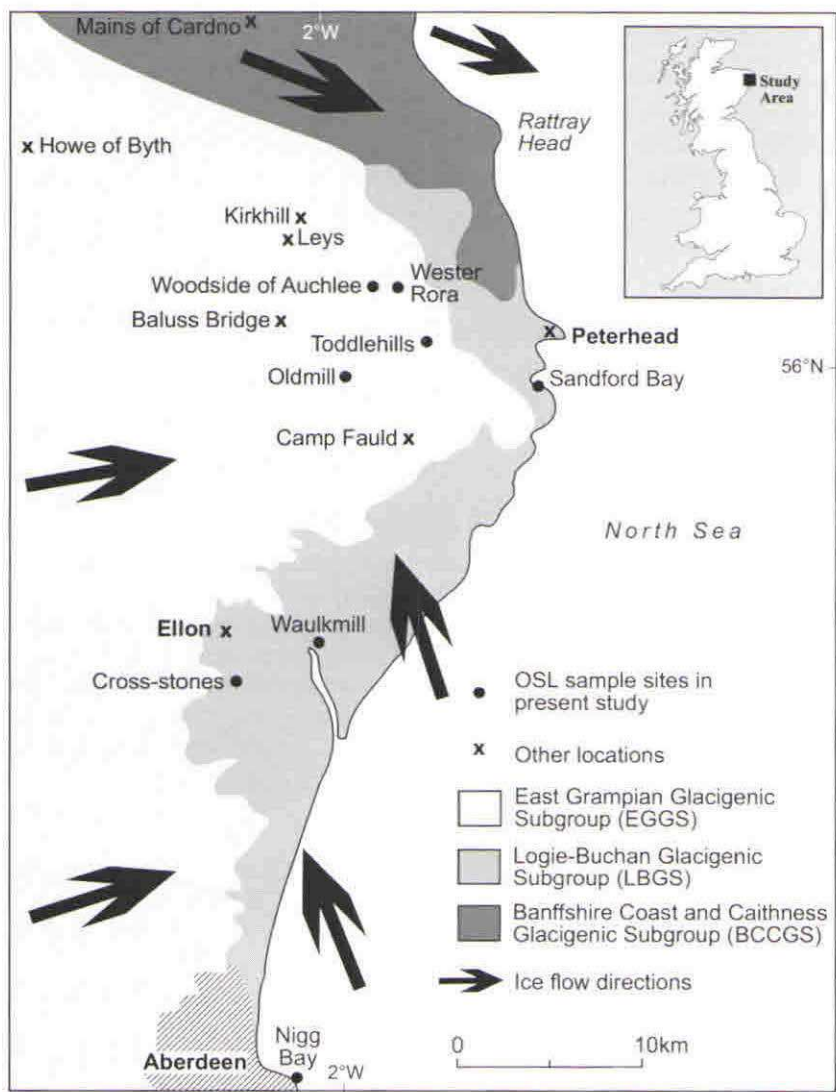 Mains of Cardno
2°W
Rattray
Head
Study
Area
Howe of Byth
Kirkhill
Leys
Woodside of Auchlee
Wester
Rora
Baluss Bridge
Peterhead
Toddlehills
56°N
Oldmill
Sandford Bay
Camp Fauld
North Sea
Ellon
Waulkmill
Cross-stones
OSL sample sites in
present study
x Other locations
East Grampian Glacigenic
Subgroup (EGGS)
Logie-Buchan Glacigenic
Subgroup (LBGS)
Banffshire Coast and Caithness
Glacigenic Subgroup (BCCGS)
Ice flow directions
0 10km
Nigg
Bay
Aberdeen
2°W